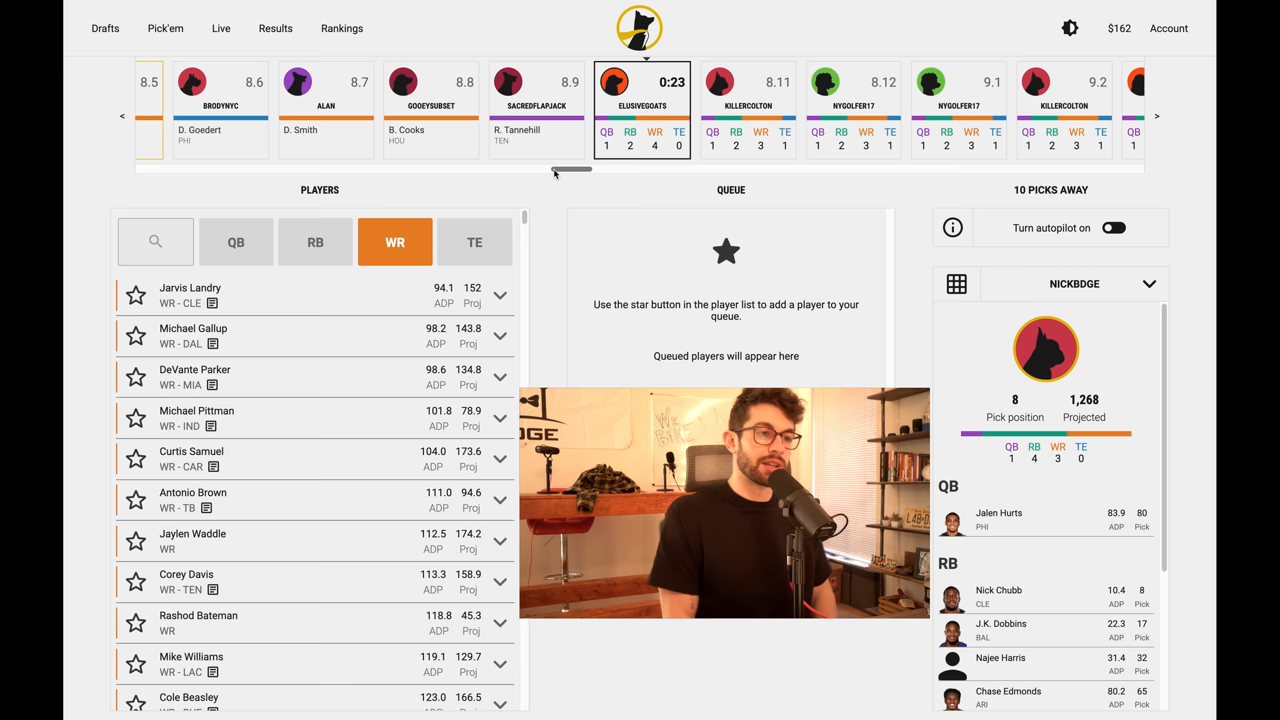 Drafts Pick'em Live Results Rankings $162 Account
8.5 8.6 8.7 8.8 8.9 0:23 8.11 8.12 9.1 9.2
BRODYNYC ALAN GOOEYSUBSET SACREDFLAPJACK ELUSIVEGOATS KILLERCOLTON NYGOLFER17 NYGOLFER17 KILLERCOLTON
D. Goedert D. Smith B. Cooks R. Tannehill QB RB WR TE QB RB WR TE QB RB WR TE QB RB WR TE QB RB WR TE QB
PHI HOU TEN 1 2 4 0 1 2 3 1 1 2 3 1 1 2 3 1 1 2 3 1 1
< >
PLAYERS QUEUE 10 PICKS AWAY
QB RB WR TE
Turn autopilot on
Jarvis Landry 94.1 152
WR - CLE ADP Proj
Michael Gallup 98.2 143.8
WR - DAL ADP Proj
DeVante Parker 98.6 134.8
WR - MIA ADP Proj
Michael Pittman 101.8 78.9
WR - IND ADP Proj
Curtis Samuel 104.0 173.6
WR - CAR ADP Proj
Antonio Brown 111.0 94.6
WR - TB ADP Proj
Jaylen Waddle 112.5 174.2
WR ADP Proj
Corey Davis 113.3 158.9
WR - TEN ADP Proj
Rashod Bateman 118.8 45.3
WR ADP Proj
Mike Williams 119.1 129.7
WR - LAC ADP Proj
Cole Beasley 123.0 166.5
Use the star button in the player list to add a player to your
queue.
Queued players will appear here
WE
BIKE
NICKBDGE
8 1,268
Pick position Projected
QB RB WR TE
1 4 3 0
QB
Jalen Hurts 83.9 80
PHI ADP Pick
RB
Nick Chubb 10.4 8
CLE ADP Pick
J.K. Dobbins 22.3 17
BAL ADP Pick
Najee Harris 31.4 32
ADP Pick
Chase Edmonds 80.2 65
ARI ADP Pick